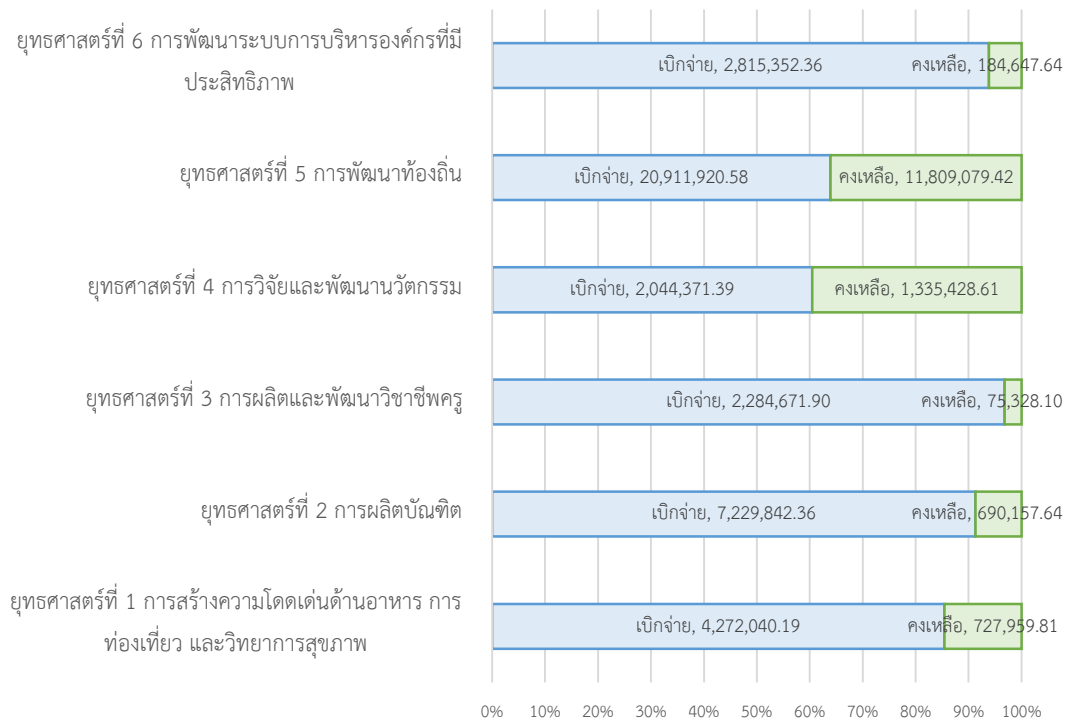 ยุทธศาสตร์ที่ 6 การพัฒนาระบบการบริหารองค์กรที่มี
ประสิทธิภาพ
เบิกจ่าย, 2,815,352.36
คงเหลือ, 184,647.64
ยุทธศาสตร์ที่ 5 การพัฒนาท้องถิ่น
เบิกจ่าย, 20,911,920.58
คงเหลือ, 11,809,079.42
ยุทธศาสตร์ที่ 4 การวิจัยและพัฒนานวัตกรรม
เบิกจ่าย, 2,044,371.39
คงเหลือ, 1,335,428.61
ยุทธศาสตร์ที่ 3 การผลิตและพัฒนาวิชาชีพครู
เบิกจ่าย, 2,284,671.90
คงเหลือ, 75,328.10
ยุทธศาสตร์ที่ 2 การผลิตบัณฑิต
เบิกจ่าย, 7,229,842.36
คงเหลือ, 690,157.64
ยุทธศาสตร์ที่ 1 การสร้างความโดดเด่นด้านอาหาร การ
ท่องเที่ยว และวิทยาการสุขภาพ
เบิกจ่าย, 4,272,040.19
คงเหลือ, 727,959.81
0% 10% 20% 30% 40% 50% 60% 70% 80% 90% 100%